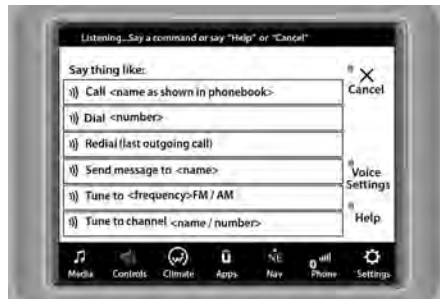 Listening...Say a command or say "Help" or "Cancel"
Say thing like:
Call <name as shown in phonebook>
Dial <number>
Redial (last outgoing call)
Send message to <name>
Tune to <frequency>FM / AM
Tune to channel <name / number>
Cancel
Voice
Settings
Help
NE
Media Controls Climate Apps Nav Phone Settings